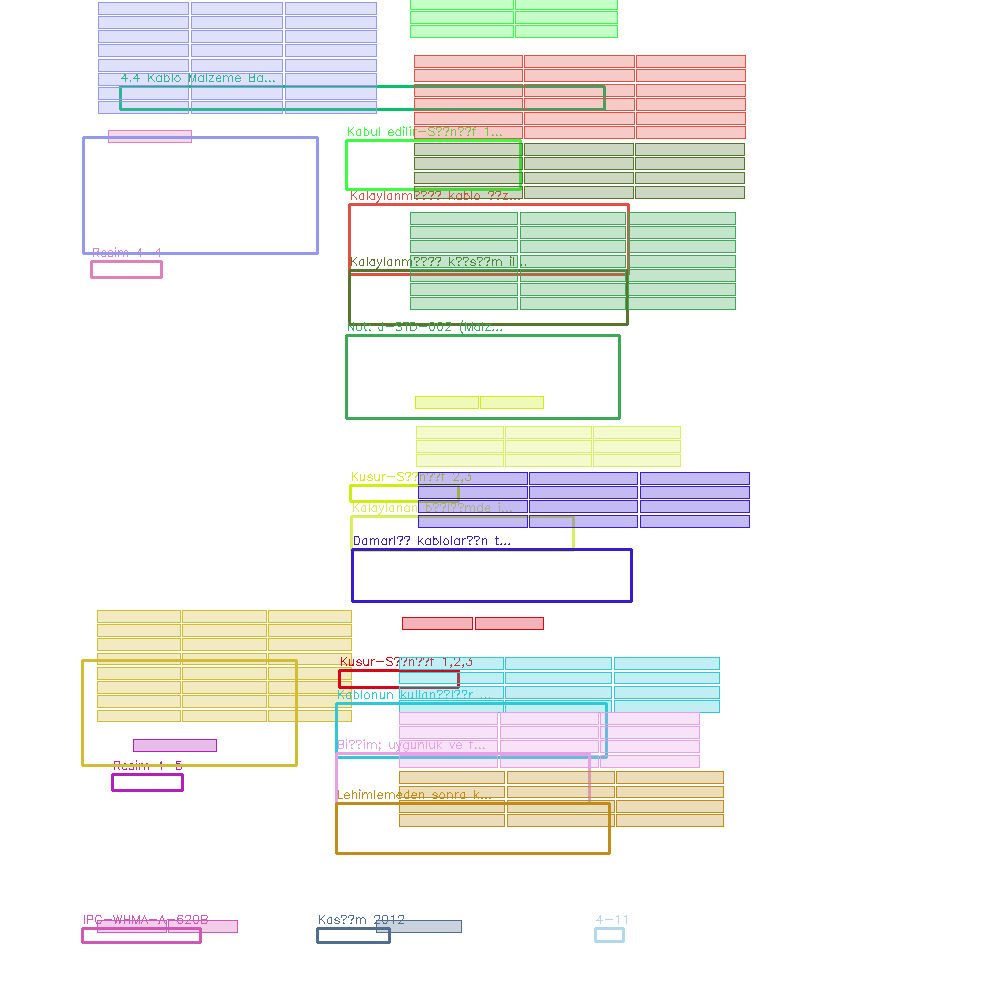 4.4 Kablo Malzeme Ba...
Kabul edilir-S??n??f 1...
Kalaylanm???? kablo ??z...
Resim 4-4
Kalaylanm???? k??s??m il...
Not. J-STD-002 (Malz...
Kusur-S??n??f 2,3
Kalaylanan b??l??mde i...
Damarl?? kablolar??n t...
Kusur-S??n??f 1,2,3
Kablonun kullan??l??r ...
Bi??im; uygunluk ve f...
Resim 4-5
Lehimlemeden sonra k...
IPC-WHMA-A-620B
Kas??m 2012
4-11